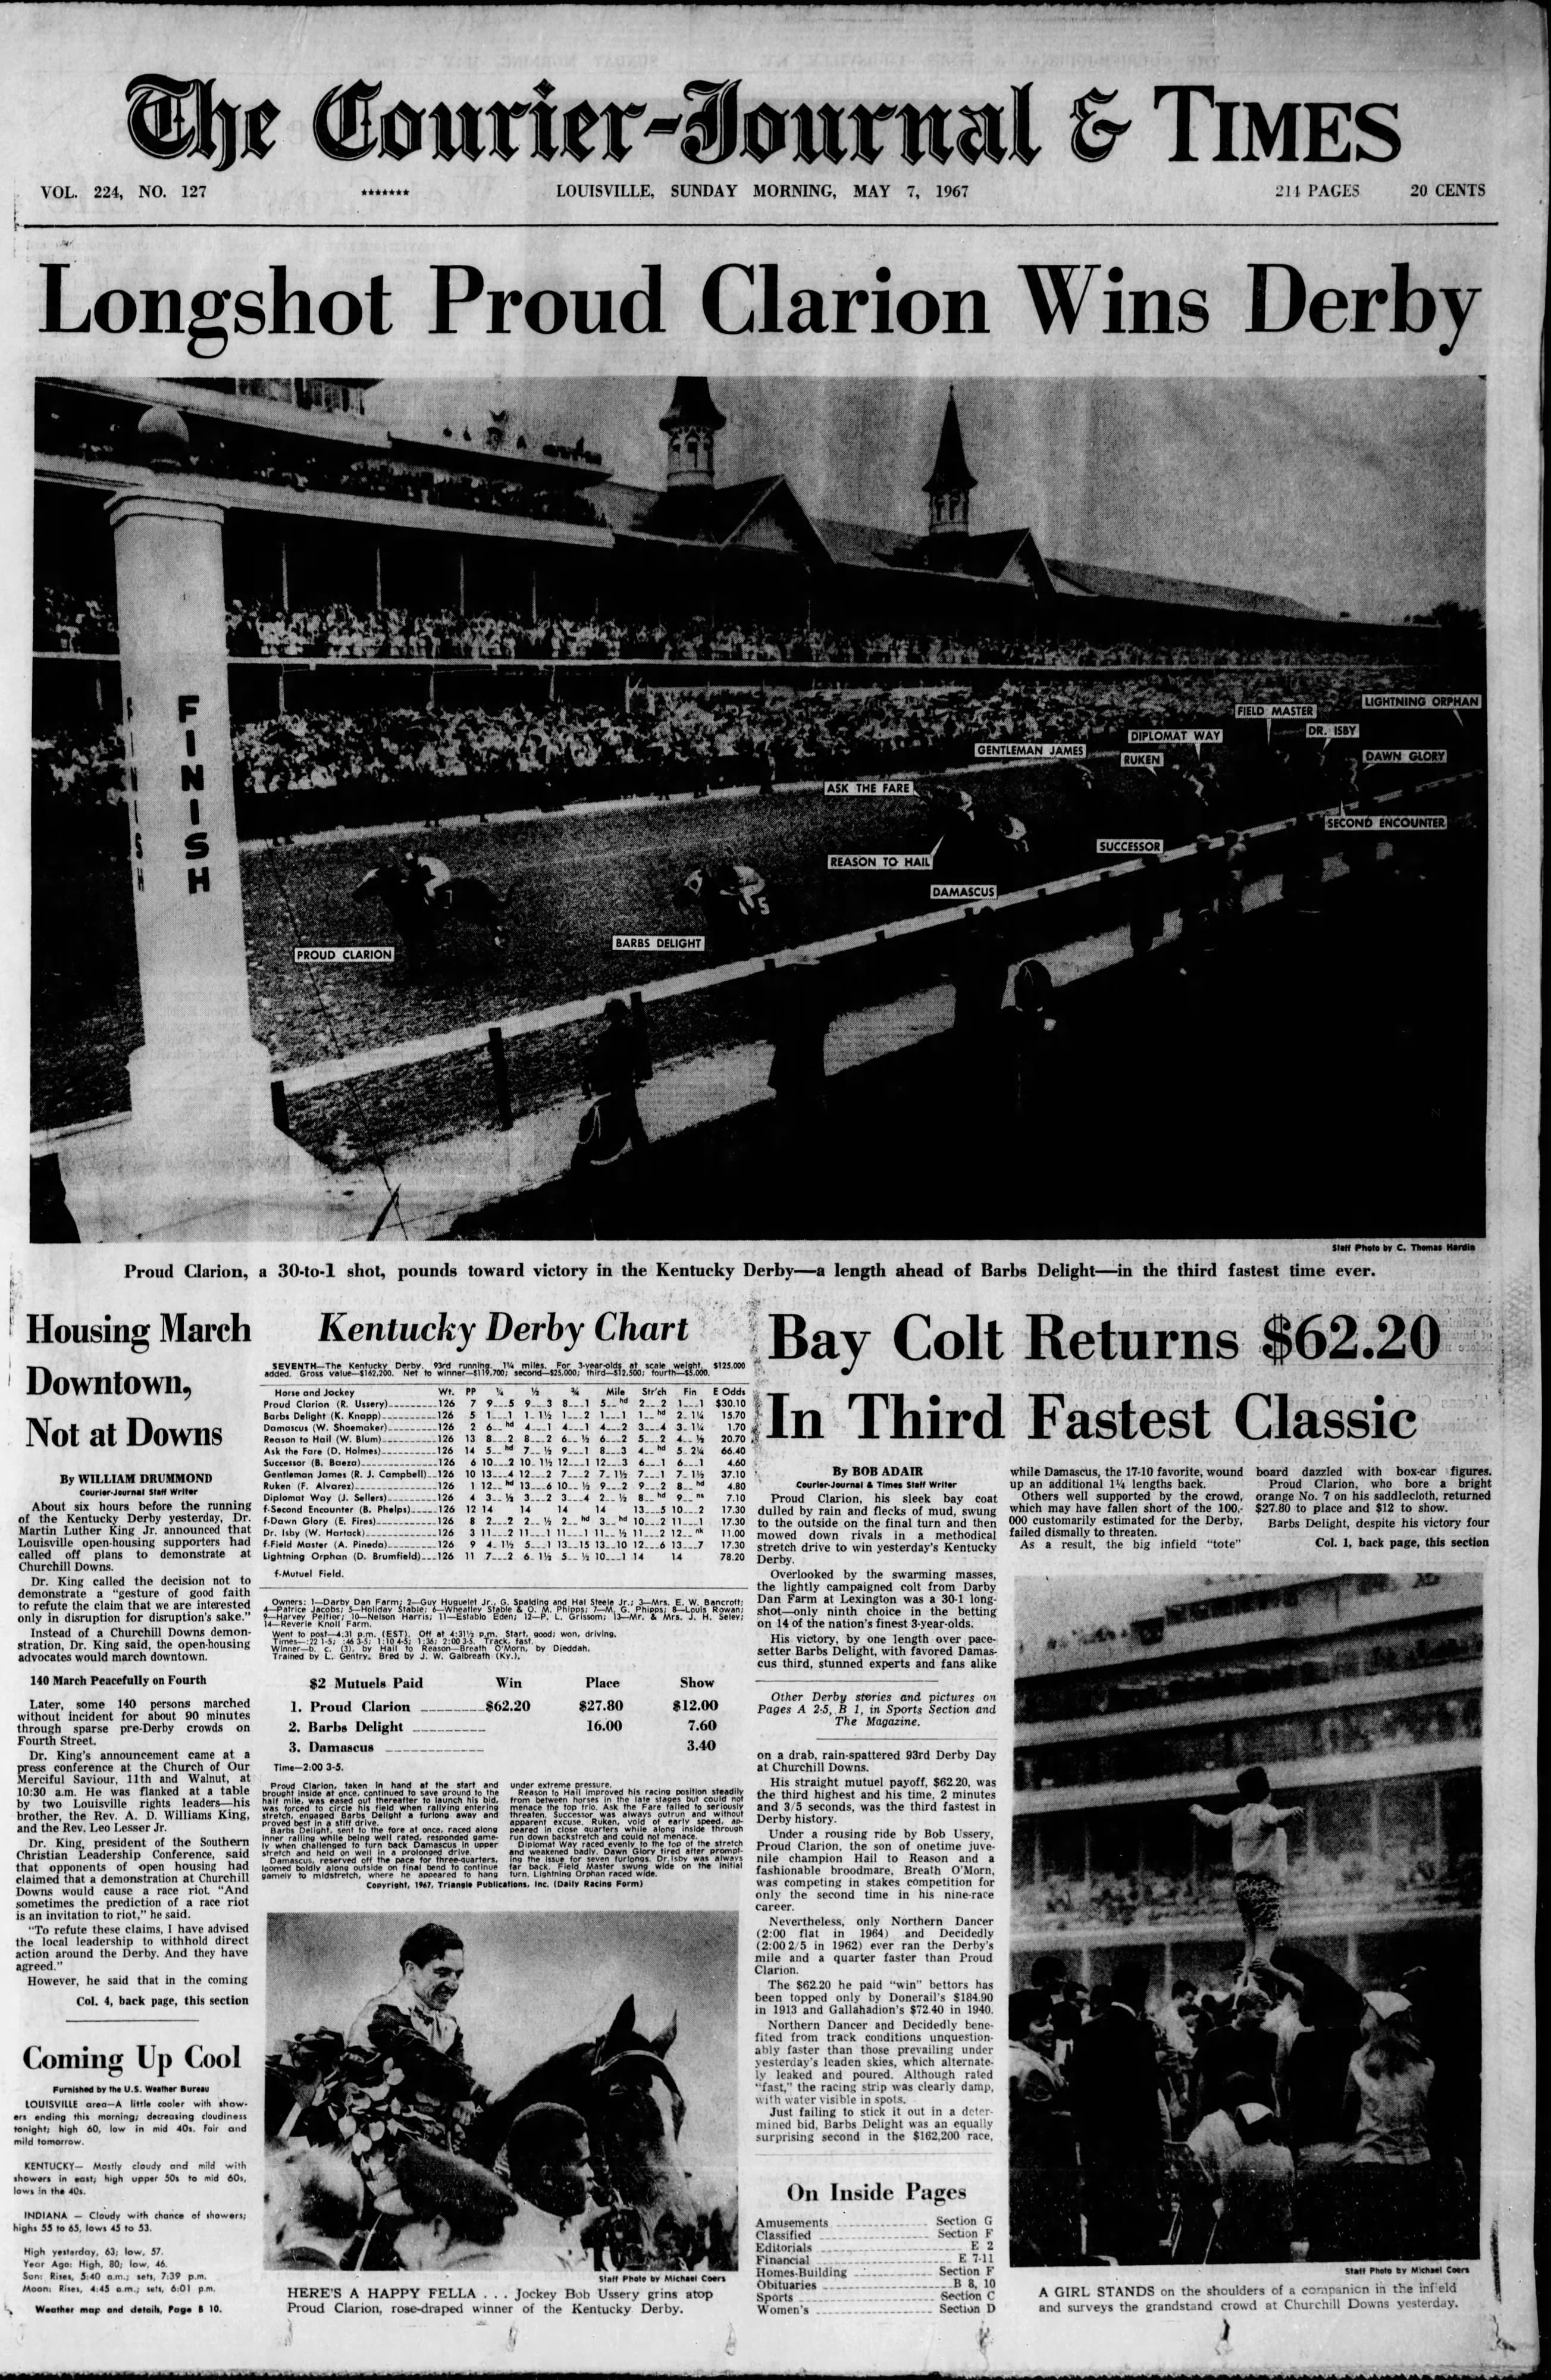 The Courier-Journal & TIMES
VOL. 224, NO. 127 ******* LOUISVILLE, SUNDAY MORNING, MAY 7, 1967 214 PAGES 20 CENTS
Longshot Proud Clarion Wins Derby
FINISH
LIGHTNING ORPHAN
FIELD MASTER
DR. ISBY
DIPLOMAT WAY
GENTLEMAN JAMES
RUKEN
DAWN GLORY
ASK THE FARE
SECOND ENCOUNTER
SUCCESSOR
REASON TO HAIL
DAMASCUS
BARBS DELIGHT
PROUD CLARION
Staff Photo by C. Thomas Hardin
Proud Clarion, a 30-to-1 shot, pounds toward victory in the Kentucky Derby—a length ahead of Barbs Delight—in the third fastest time ever.
Housing March
Downtown,
Not at Downs
By WILLIAM DRUMMOND
Courier-Journal Staff Writer
About six hours before the running
of the Kentucky Derby yesterday, Dr.
Martin Luther King Jr. announced that
Louisville open-housing supporters had
called off plans to demonstrate at
Churchill Downs.
Dr. King called the decision not to
demonstrate a "gesture of good faith
to refute the claim that we are interested
only in disruption for disruption's sake."
Instead of a Churchill Downs demon-
stration, Dr. King said, the open-housing
advocates would march downtown.
140 March Peacefully on Fourth
Later, some 140 persons marched
without incident for about 90 minutes
through sparse pre-Derby crowds on
Fourth Street.
Dr. King's announcement came at a
press conference at the Church of Our
Merciful Saviour, 11th and Walnut, at
10:30 a.m. He was flanked at a table
by two Louisville rights leaders—his
brother, the Rev. A. D. Williams King,
and the Rev. Leo Lesser Jr.
Dr. King, president of the Southern
Christian Leadership Conference, said
that opponents of open housing had
claimed that a demonstration at Churchill
Downs would cause a race riot. "And
sometimes the prediction of a race riot
is an invitation to riot," he said.
"To refute these claims, I have advised
the local leadership to withhold direct
action around the Derby. And they have
agreed."
However, he said that in the coming
Col. 4, back page, this section
Coming Up Cool
Furnished by the U.S. Weather Bureau
LOUISVILLE area—A little cooler with show-
ers ending this morning; decreasing cloudiness
tonight; high 60, low in mid 40s. Fair and
mild tomorrow.
KENTUCKY— Mostly cloudy and mild with
showers in east; high upper 50s to mid 60s,
lows in the 40s.
INDIANA — Cloudy with chance of showers;
highs 55 to 65, lows 45 to 53.
High yesterday, 63; low, 57.
Year Ago: High, 80; low, 46.
Sun: Rises, 5:40 a.m.; sets, 7:39 p.m.
Moon: Rises, 4:45 a.m.; sets, 6:01 p.m.
Weather map and details, Page B 10.
Kentucky Derby Chart
SEVENTH—The Kentucky Derby. 93rd running. 1¼ miles. For 3-year-olds at scale weight. $125,000
added. Gross value—$162,200. Net to winner—$119,700; second—$25,000; third—$12,500; fourth—$5,000.
Horse and Jockey Wt. PP ¼ ½ ¾ Mile Str'ch Fin E Odds
Proud Clarion (R. Ussery) 126 7 9 5 9 3 8 1 5 hd 2 2 1 1 $30.10
Barbs Delight (K. Knapp) 126 5 1 1 1 1½ 1 2 1 1 1 hd 2 1¼ 15.70
Damascus (W. Shoemaker) 126 2 6 hd 4 1 4 1 4 2 3 4 3 1¼ 1.70
Reason to Hail (W. Blum) 126 13 8 2 8 2 6 ½ 6 2 5 2 4 ½ 20.70
Ask the Fare (D. Holmes) 126 14 5 hd 7 ½ 9 1 8 3 4 hd 5 2¼ 66.40
Successor (B. Baeza) 126 6 10 2 10 1½ 12 1 12 3 6 1 6 1 4.60
Gentleman James (R. J. Campbell) 126 10 13 4 12 2 7 2 7 1½ 7 1 7 1½ 37.10
Ruken (F. Alvarez) 126 1 12 hd 13 6 10 ½ 9 2 9 2 8 hd 4.80
Diplomat Way (J. Sellers) 126 4 3 ½ 3 2 3 4 2 ½ 8 hd 9 ns 7.10
f-Second Encounter (B. Phelps) 126 12 14 14 14 14 13 5 10 2 17.30
f-Dawn Glory (E. Fires) 126 8 2 2 2 ½ 2 hd 3 hd 10 2 11 1 17.30
Dr. Isby (W. Hartack) 126 3 11 2 11 1 11 1 11 ½ 11 2 12 nk 11.00
f-Field Master (A. Pineda) 126 9 4 1½ 5 1 13 15 13 10 12 6 13 7 17.30
Lightning Orphan (D. Brumfield) 126 11 7 2 6 1½ 5 ½ 10 1 14 14 78.20
f-Mutuel Field.
Owners: 1—Darby Dan Farm; 2—Guy Huguelet Jr., G. Spalding and Hal Steele Jr.; 3—Mrs. E. W. Bancroft;
4—Patrice Jacobs; 5—Holiday Stable; 6—Wheatley Stable & O. M. Phipps; 7—M. G. Phipps; 8—Louis Rowan;
9—Harvey Peltier; 10—Nelson Harris; 11—Establo Eden; 12—P. L. Grissom; 13—Mr. & Mrs. J. H. Seley;
14—Reverie Knoll Farm.
Went to post—4:31 p.m. (EST). Off at 4:31½ p.m. Start, good; won, driving.
Times—:22 1-5; :46 3-5; 1:10 4-5; 1:36; 2:00 3-5. Track, fast.
Winner—b. c. (3), by Hail to Reason—Breath O'Morn, by Djeddah.
Trained by L. Gentry. Bred by J. W. Galbreath (Ky.).
$2 Mutuels Paid Win Place Show
1. Proud Clarion $62.20 $27.80 $12.00
2. Barbs Delight 16.00 7.60
3. Damascus 3.40
Time—2:00 3-5.
Proud Clarion, taken in hand at the start and
brought inside at once, continued to save ground to the
half mile, was eased out thereafter to launch his bid,
was forced to circle his field when rallying entering
stretch, engaged Barbs Delight a furlong away and
proved best in a stiff drive.
Barbs Delight, sent to the fore at once, raced along
inner railing while being well rated, responded game-
ly when challenged to turn back Damascus in upper
stretch and held on well in a prolonged drive.
Damascus, reserved off the pace for three-quarters,
loomed boldly along outside on final bend to continue
gamely to midstretch, where he appeared to hang
under extreme pressure.
Reason to Hail improved his racing position steadily
from between horses in the late stages but could not
menace the top trio. Ask the Fare failed to seriously
threaten. Successor was always outrun and without
apparent excuse. Ruken, void of early speed, ap-
peared in close quarters while along inside through
run down backstretch and could not menace.
Diplomat Way raced evenly to the top of the stretch
and weakened badly. Dawn Glory tired after prompt-
ing the issue for seven furlongs. Dr. Isby was always
far back. Field Master swung wide on the initial
turn. Lightning Orphan raced wide.
Copyright, 1967, Triangle Publications, Inc. (Daily Racing Form)
Staff Photo by Michael Coers
HERE'S A HAPPY FELLA . . . Jockey Bob Ussery grins atop
Proud Clarion, rose-draped winner of the Kentucky Derby.
Bay Colt Returns $62.20
In Third Fastest Classic
By BOB ADAIR
Courier-Journal & Times Staff Writer
Proud Clarion, his sleek bay coat
dulled by rain and flecks of mud, swung
to the outside on the final turn and then
mowed down rivals in a methodical
stretch drive to win yesterday's Kentucky
Derby.
Overlooked by the swarming masses,
the lightly campaigned colt from Darby
Dan Farm at Lexington was a 30-1 long-
shot—only ninth choice in the betting
on 14 of the nation's finest 3-year-olds.
His victory, by one length over pace-
setter Barbs Delight, with favored Damas-
cus third, stunned experts and fans alike
Other Derby stories and pictures on
Pages A 2-5, B 1, in Sports Section and
The Magazine.
on a drab, rain-spattered 93rd Derby Day
at Churchill Downs.
His straight mutuel payoff, $62.20, was
the third highest and his time, 2 minutes
and 3/5 seconds, was the third fastest in
Derby history.
Under a rousing ride by Bob Ussery,
Proud Clarion, the son of onetime juve-
nile champion Hail to Reason and a
fashionable broodmare, Breath O'Morn,
was competing in stakes competition for
only the second time in his nine-race
career.
Nevertheless, only Northern Dancer
(2:00 flat in 1964) and Decidedly
(2:00 2/5 in 1962) ever ran the Derby's
mile and a quarter faster than Proud
Clarion.
The $62.20 he paid "win" bettors has
been topped only by Donerail's $184.90
in 1913 and Gallahadion's $72.40 in 1940.
Northern Dancer and Decidedly bene-
fited from track conditions unquestion-
ably faster than those prevailing under
yesterday's leaden skies, which alternate-
ly leaked and poured. Although rated
"fast," the racing strip was clearly damp,
with water visible in spots.
Just failing to stick it out in a deter-
mined bid, Barbs Delight was an equally
surprising second in the $162,200 race,
while Damascus, the 17-10 favorite, wound
up an additional 1¼ lengths back.
Others well supported by the crowd,
which may have fallen short of the 100,-
000 customarily estimated for the Derby,
failed dismally to threaten.
As a result, the big infield "tote"
board dazzled with box-car figures.
Proud Clarion, who bore a bright
orange No. 7 on his saddlecloth, returned
$27.80 to place and $12 to show.
Barbs Delight, despite his victory four
Col. 1, back page, this section
On Inside Pages
Amusements Section G
Classified Section F
Editorials E 2
Financial E 7-11
Homes-Building Section F
Obituaries B 8, 10
Sports Section C
Women's Section D
Staff Photo by Michael Coers
A GIRL STANDS on the shoulders of a companion in the infield
and surveys the grandstand crowd at Churchill Downs yesterday.